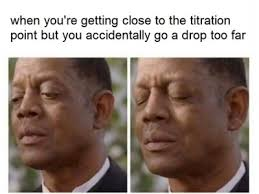 when you're getting close to the titration
point but you accidentally go a drop too far